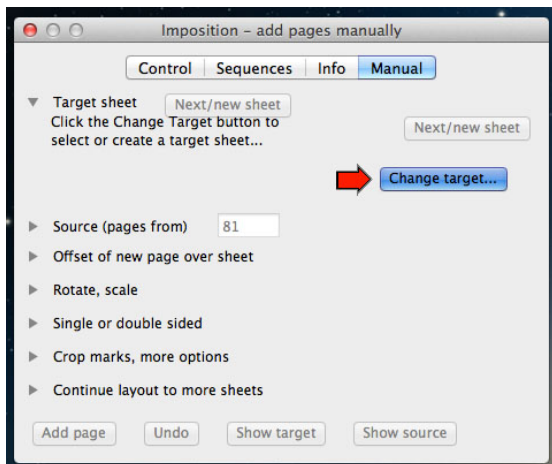 Imposition - add pages manually
Control Sequences Info Manual
Target sheet Next/new sheet
Click the Change Target button to
select or create a target sheet...
Next/new sheet
Change target...
Source (pages from) 81
Offset of new page over sheet
Rotate, scale
Single or double sided
Crop marks, more options
Continue layout to more sheets
Add page Undo Show target Show source